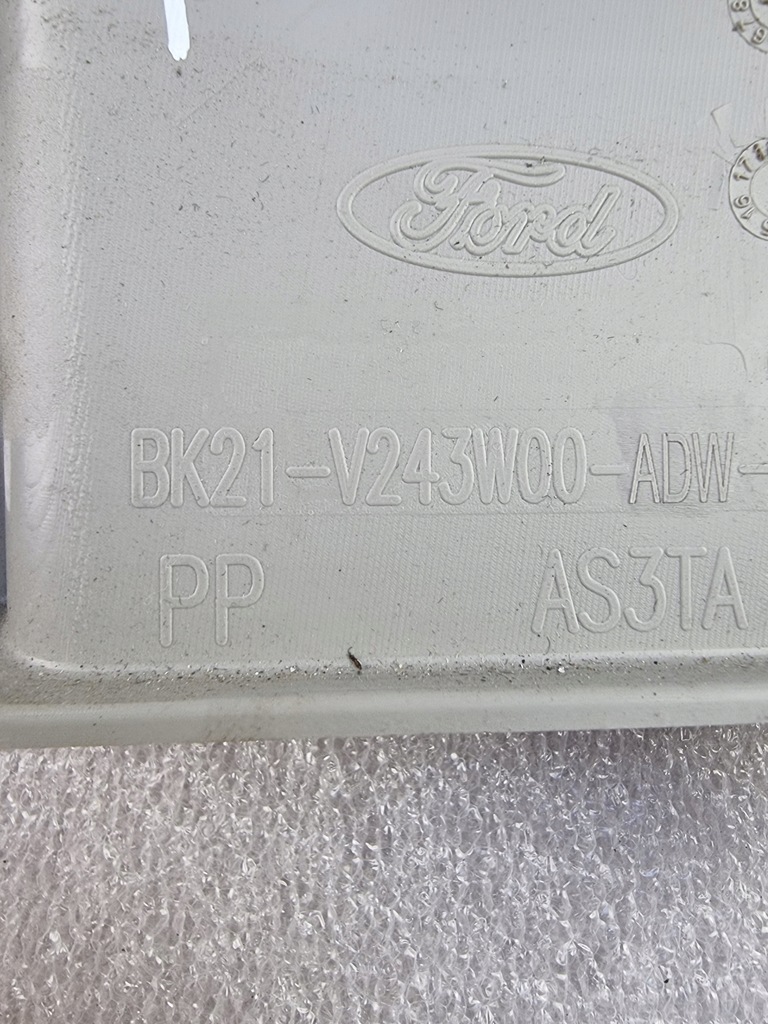 Ford
BK21-V243W00-ADW-
PP AS3TA